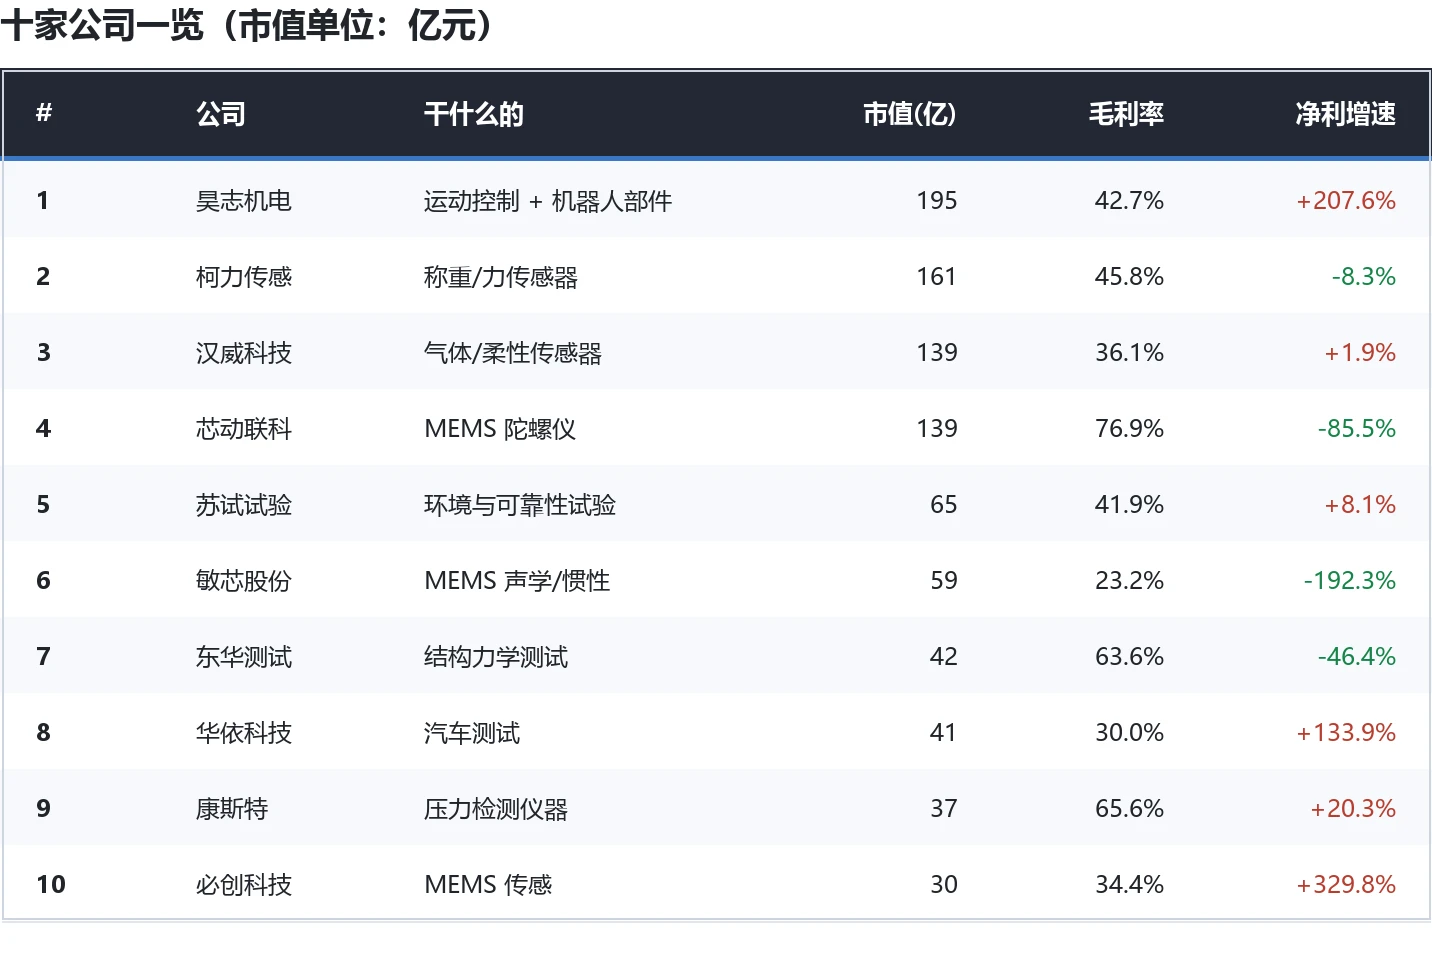 十家公司一览（市值单位：亿元）
# 公司 干什么的 市值(亿) 毛利率 净利增速
1 昊志机电 运动控制 + 机器人部件 195 42.7% +207.6%
2 柯力传感 称重/力传感器 161 45.8% -8.3%
3 汉威科技 气体/柔性传感器 139 36.1% +1.9%
4 芯动联科 MEMS 陀螺仪 139 76.9% -85.5%
5 苏试试验 环境与可靠性试验 65 41.9% +8.1%
6 敏芯股份 MEMS 声学/惯性 59 23.2% -192.3%
7 东华测试 结构力学测试 42 63.6% -46.4%
8 华依科技 汽车测试 41 30.0% +133.9%
9 康斯特 压力检测仪器 37 65.6% +20.3%
10 必创科技 MEMS 传感 30 34.4% +329.8%